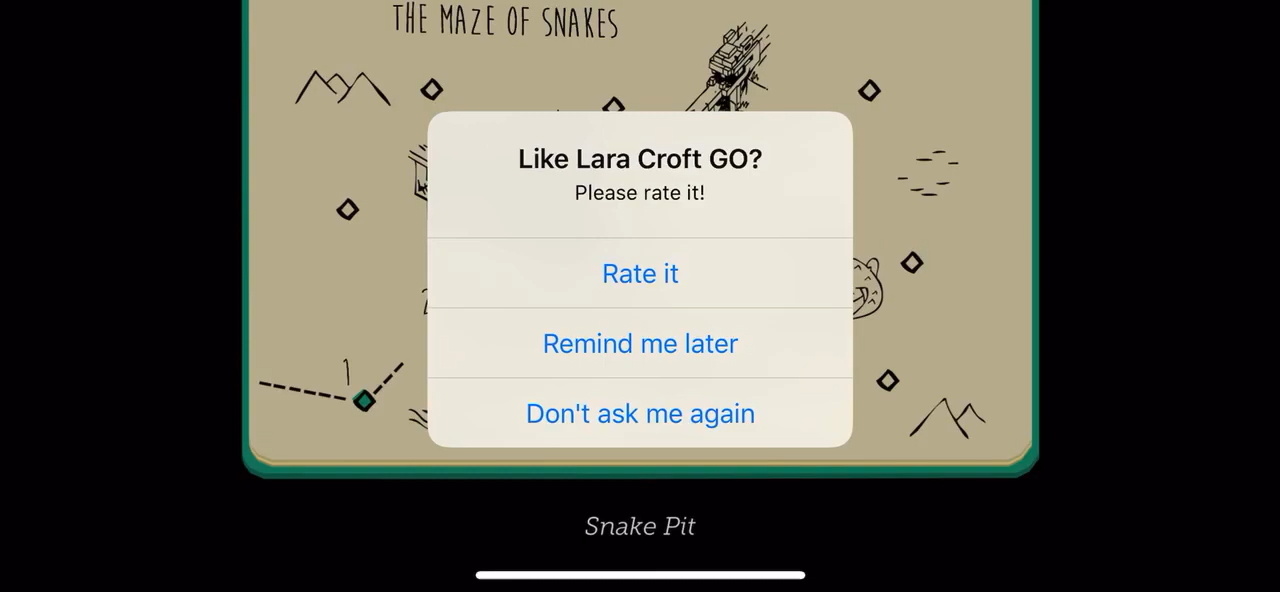 THE MAZE OF SNAKES
Like Lara Croft GO?
Please rate it!
Rate it
Remind me later
1
Don't ask me again
Snake Pit